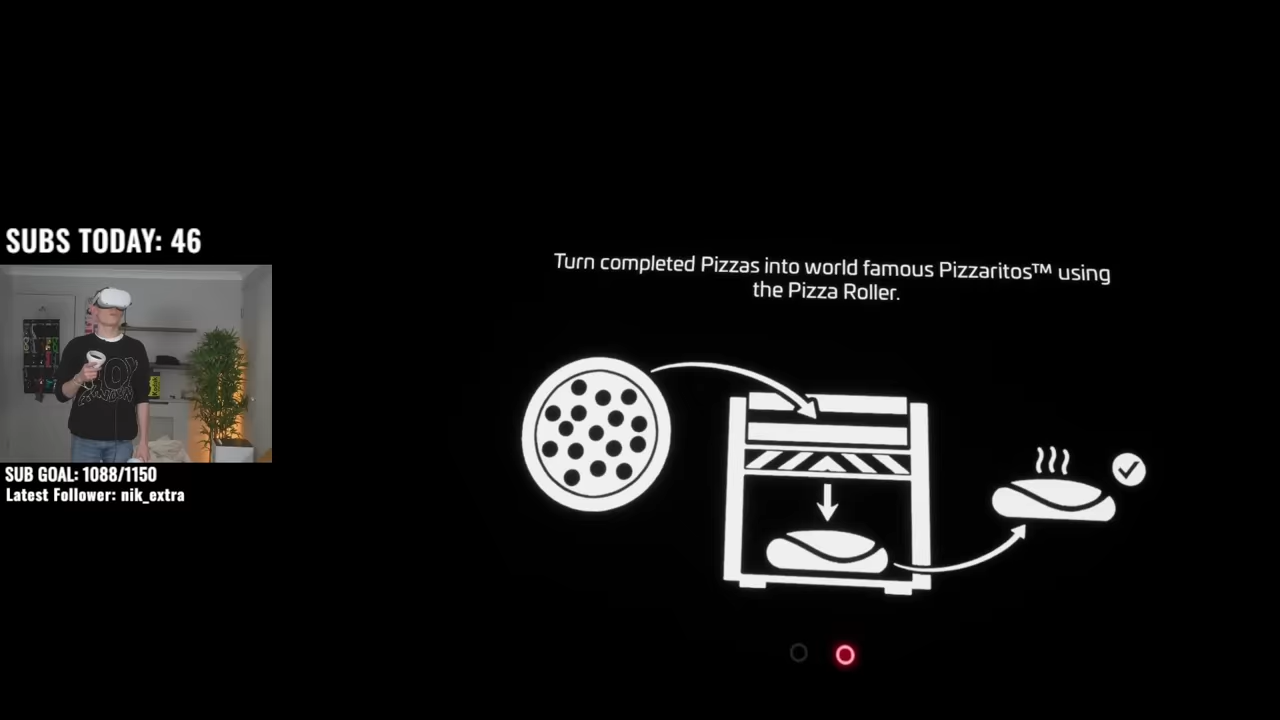 SUBS TODAY: 46
Turn completed Pizzas into world famous Pizzaritos™ using
the Pizza Roller.
SUB GOAL: 1088/1150
Latest Follower: nik_extra